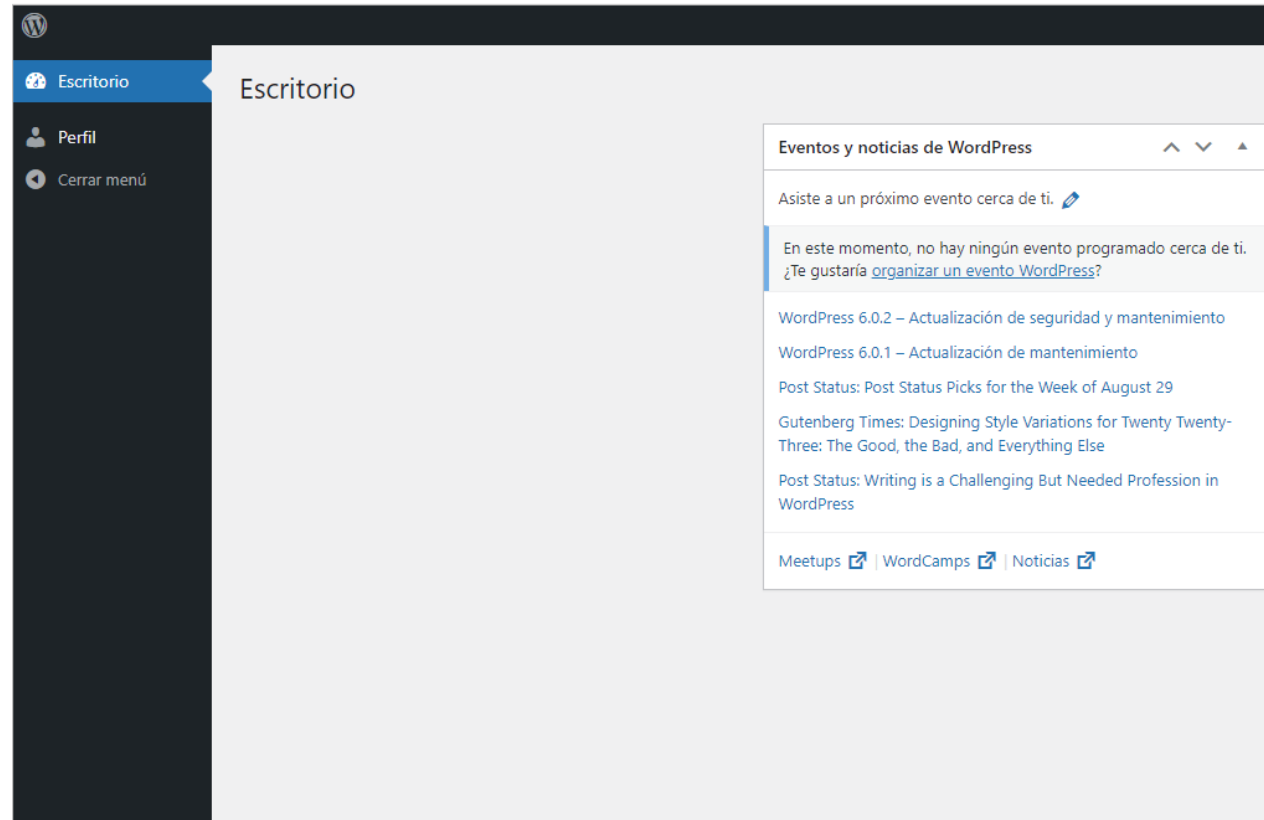 Escritorio
Perfil
Cerrar menú
Escritorio
Eventos y noticias de WordPress
Asiste a un próximo evento cerca de ti.
En este momento, no hay ningún evento programado cerca de ti.
¿Te gustaría organizar un evento WordPress?
WordPress 6.0.2 – Actualización de seguridad y mantenimiento
WordPress 6.0.1 – Actualización de mantenimiento
Post Status: Post Status Picks for the Week of August 29
Gutenberg Times: Designing Style Variations for Twenty Twenty-
Three: The Good, the Bad, and Everything Else
Post Status: Writing is a Challenging But Needed Profession in
WordPress
Meetups | WordCamps | Noticias